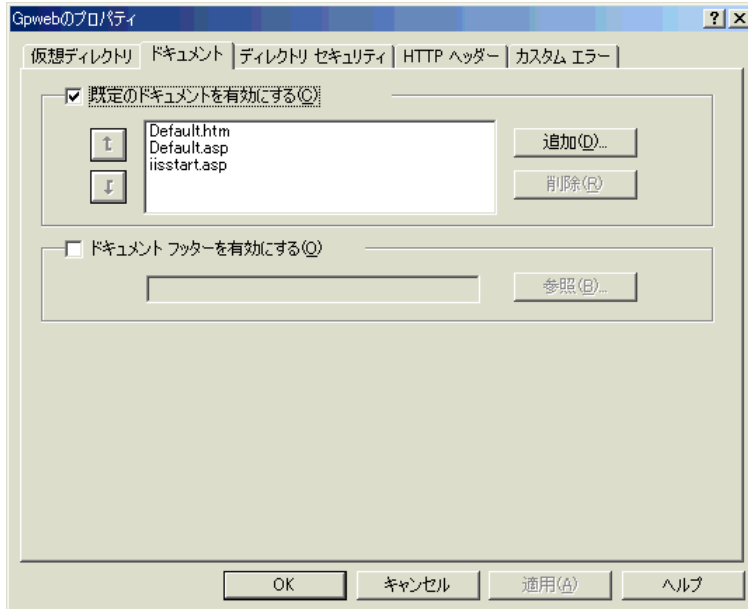 Gpwebのプロパティ
仮想ディレクトリ ドキュメント ディレクトリ セキュリティ HTTP ヘッダー カスタム エラー
既定のドキュメントを有効にする(C)
Default.htm
Default.asp
iisstart.asp
追加(D)...
削除(R)
ドキュメント フッターを有効にする(O)
参照(B)...
OK キャンセル 適用(A) ヘルプ